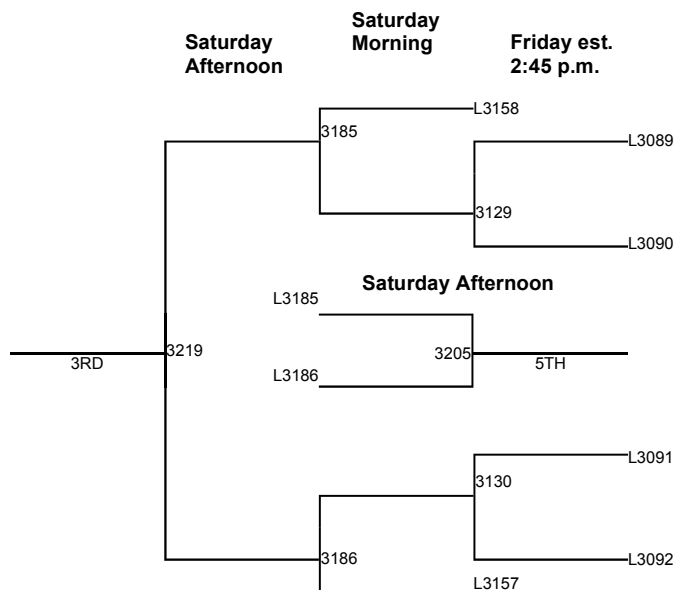 Saturday
Afternoon
Saturday
Morning
Friday est.
2:45 p.m.
L3158
3185
L3089
3129
L3090
Saturday Afternoon
L3185
3219
3205
3RD
5TH
L3186
L3091
3130
3186
L3092
L3157